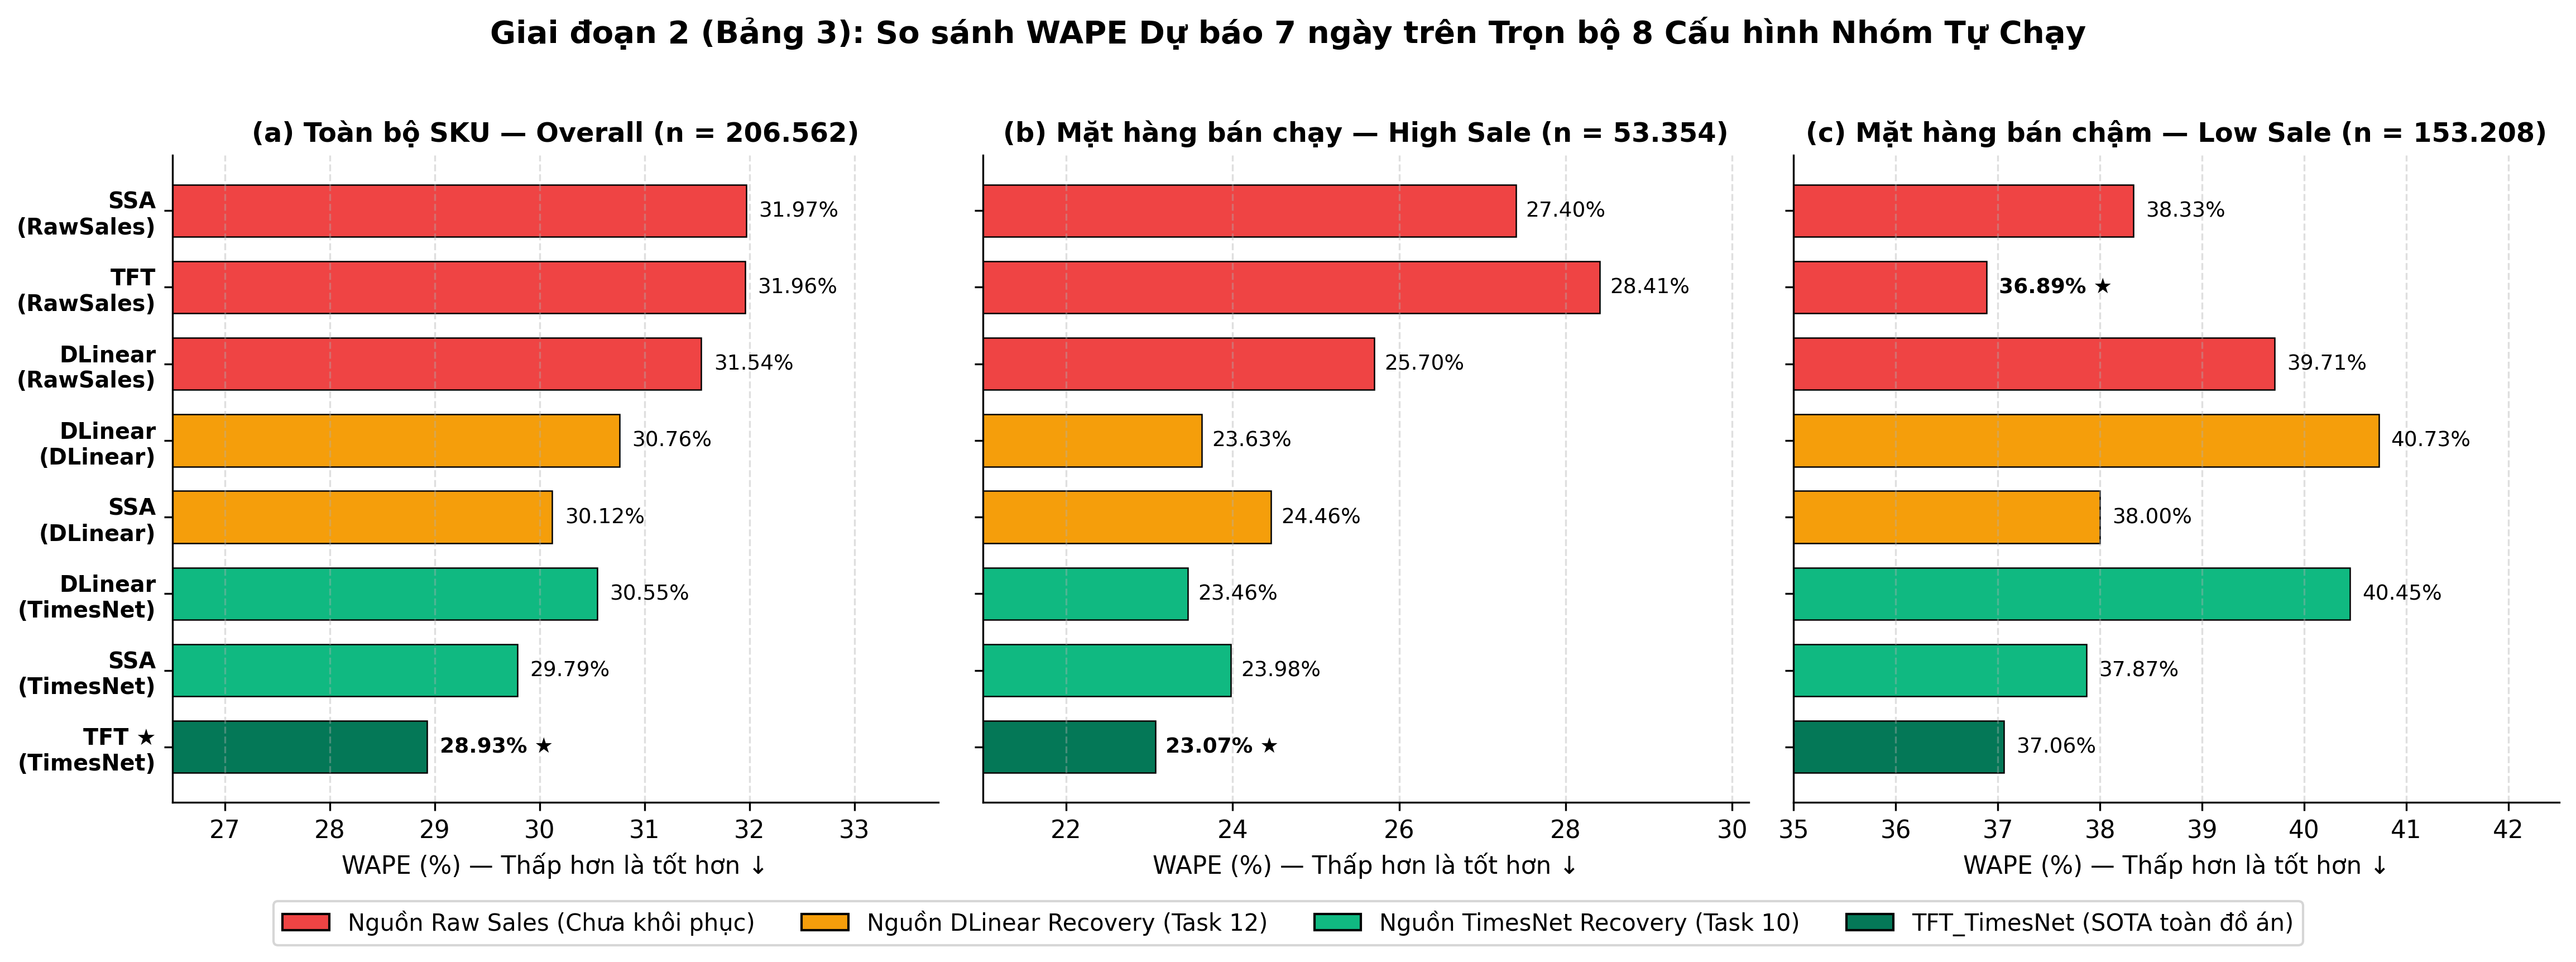 Giai đoạn 2 (Bảng 3): So sánh WAPE Dự báo 7 ngày trên Trọn bộ 8 Cấu hình Nhóm Tự Chạy
(a) Toàn bộ SKU — Overall (n = 206.562)
SSA
(RawSales)
31.97%
TFT
(RawSales)
31.96%
DLinear
(RawSales)
31.54%
DLinear
(DLinear)
30.76%
SSA
(DLinear)
30.12%
DLinear
(TimesNet)
30.55%
SSA
(TimesNet)
29.79%
TFT ★
(TimesNet)
28.93% ★
27 28 29 30 31 32 33
WAPE (%) — Thấp hơn là tốt hơn ↓
(b) Mặt hàng bán chạy — High Sale (n = 53.354)
27.40%
28.41%
25.70%
23.63%
24.46%
23.46%
23.98%
23.07% ★
22 24 26 28 30
WAPE (%) — Thấp hơn là tốt hơn ↓
(c) Mặt hàng bán chậm — Low Sale (n = 153.208)
38.33%
36.89% ★
39.71%
40.73%
38.00%
40.45%
37.87%
37.06%
35 36 37 38 39 40 41 42
WAPE (%) — Thấp hơn là tốt hơn ↓
Nguồn Raw Sales (Chưa khôi phục)
Nguồn DLinear Recovery (Task 12)
Nguồn TimesNet Recovery (Task 10)
TFT_TimesNet (SOTA toàn đồ án)